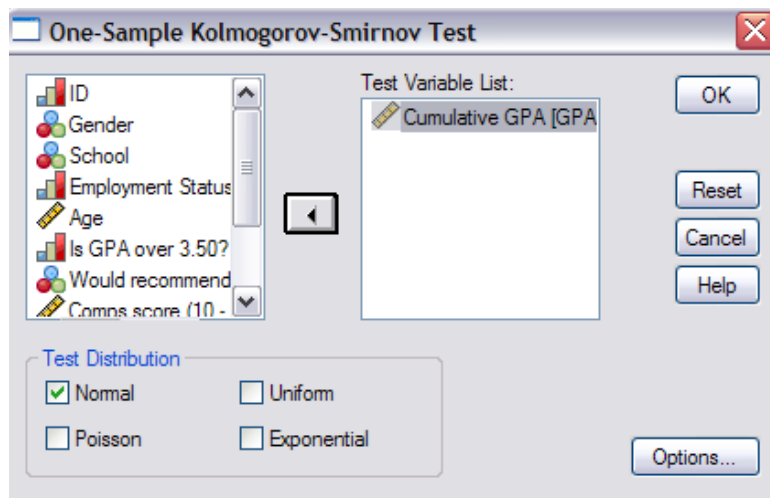 One-Sample Kolmogorov-Smirnov Test
ID
Gender
School
Employment Status
Age
Is GPA over 3.50?
Would recommend
Comps score (10 -
Test Variable List:
Cumulative GPA [GPA
OK
Reset
Cancel
Help
Test Distribution
Normal
Uniform
Poisson
Exponential
Options...